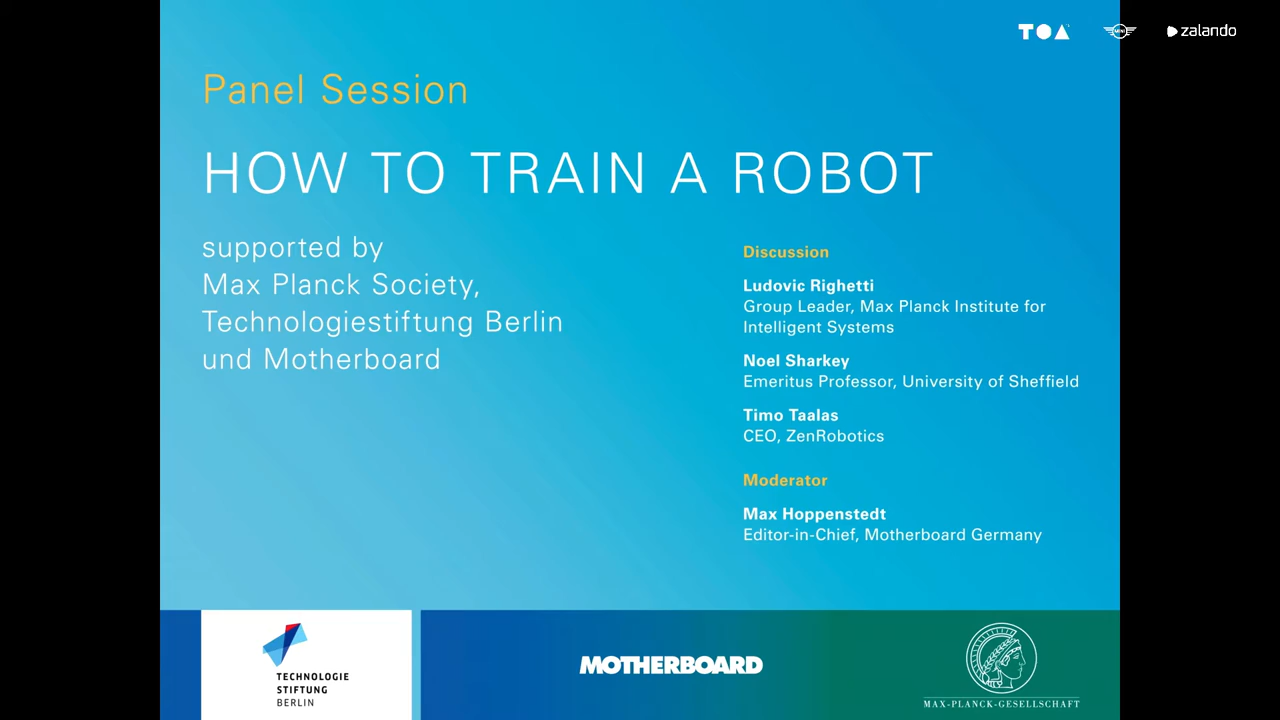 TOA
MINI
zalando
Panel Session
HOW TO TRAIN A ROBOT
supported by
Max Planck Society,
Technologiestiftung Berlin
und Motherboard
Discussion
Ludovic Righetti
Group Leader, Max Planck Institute for
Intelligent Systems
Noel Sharkey
Emeritus Professor, University of Sheffield
Timo Taalas
CEO, ZenRobotics
Moderator
Max Hoppenstedt
Editor-in-Chief, Motherboard Germany
TECHNOLOGIE
STIFTUNG
BERLIN
MOTHERBOARD
MAX-PLANCK-GESELLSCHAFT